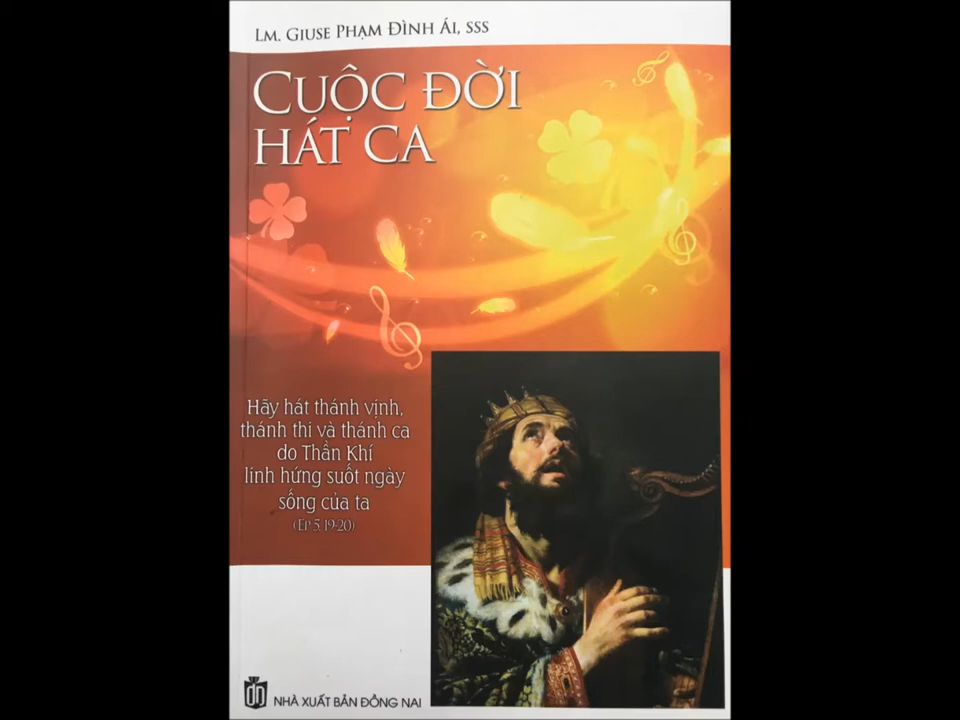 LM. GIUSE PHẠM ĐÌNH ÁI, SSS
CUỘC ĐỜI
HÁT CA
Hãy hát thánh vịnh,
thánh thi và thánh ca
do Thần Khí
linh hứng suốt ngày
sống của ta
(EP 5, 19-20)
NHÀ XUẤT BẢN ĐỒNG NAI